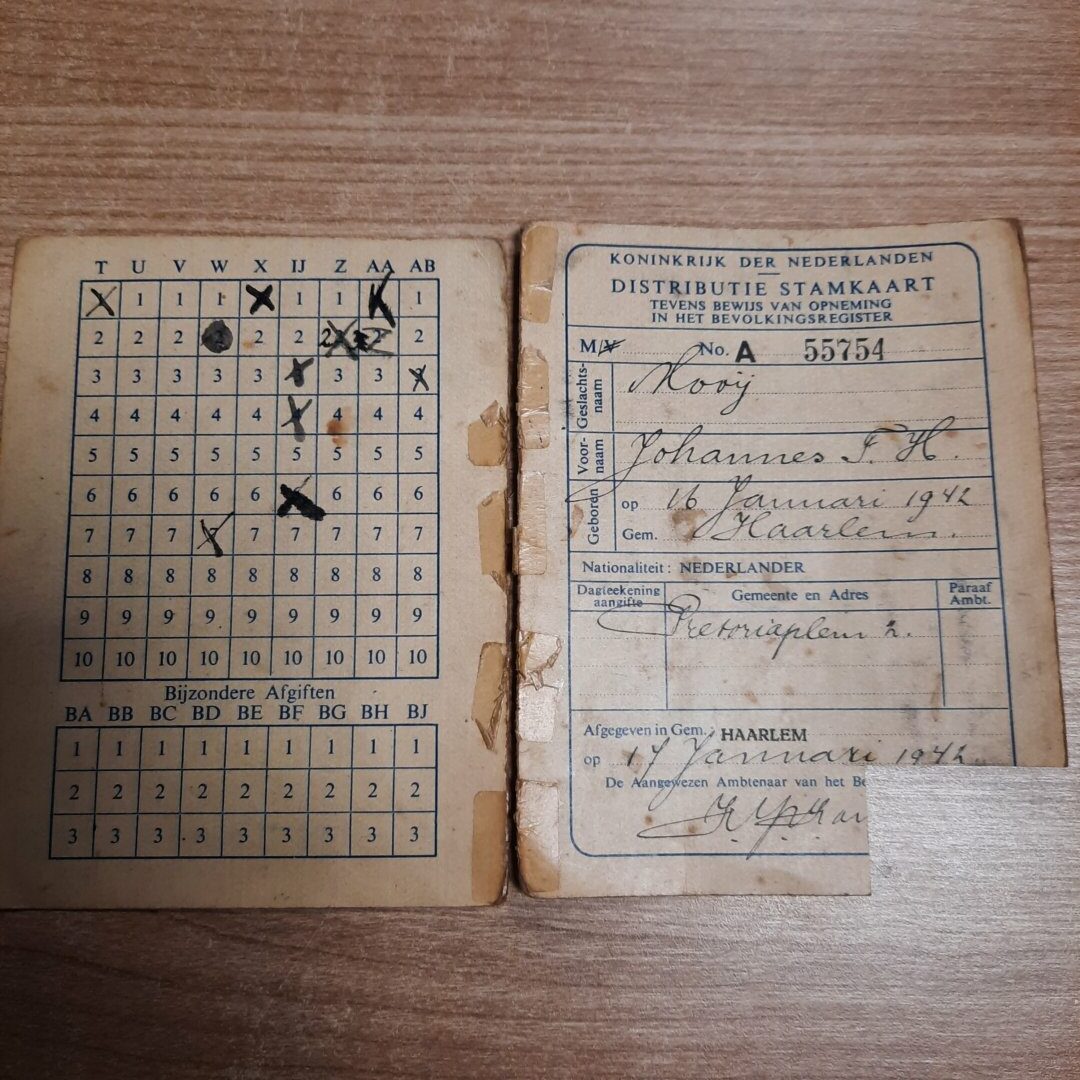 T U V W X IJ Z AA AB
1 1 1 1 1 1
2 2 2 2 2 2 2 2
3 3 3 3 3 3 3
4 4 4 4 4 4 4 4
5 5 5 5 5 5 5 5 5
6 6 6 6 6 6 6 6
7 7 7 7 7 7 7 7
8 8 8 8 8 8 8 8 8
9 9 9 9 9 9 9 9 9
10 10 10 10 10 10 10 10 10
Bijzondere Afgiften
BA BB BC BD BE BF BG BH BJ
1 1 1 1 1 1 1 1 1
2 2 2 2 2 2 2 2 2
3 3 3 3 3 3 3 3 3
KONINKRIJK DER NEDERLANDEN
DISTRIBUTIE STAMKAART
TEVENS BEWIJS VAN OPNEMING
IN HET BEVOLKINGSREGISTER
M/V No. A 55754
Geslachts-
naam
Mooij
Voor-
naam
Johannes F. H.
Geboren
op 16 Januari 1942
Gem. Haarlem.
Nationaliteit: NEDERLANDER
Dagteekening
aangifte
Gemeente en Adres
Paraaf
Ambt.
Pretoriaplein 2.
Afgegeven in Gem. HAARLEM
op 17 Januari 1942.
De Aangewezen Ambtenaar van het Be